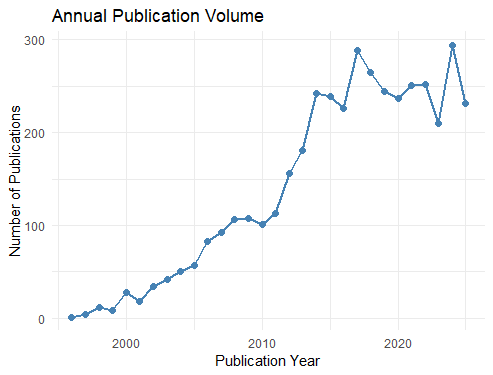 Annual Publication Volume
300
200
100
0
Number of Publications
2000 2010 2020
Publication Year